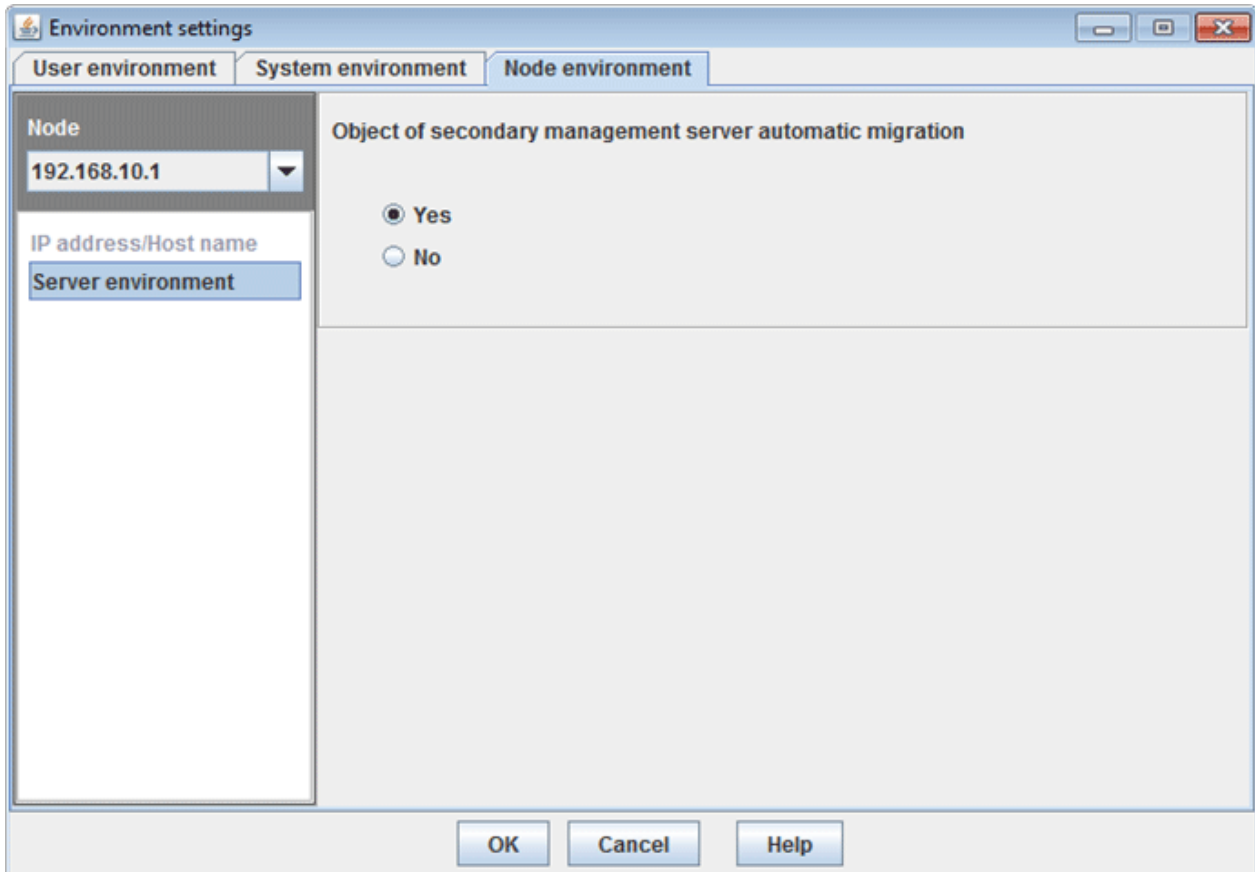 Environment settings
User environment System environment Node environment
Node
192.168.10.1
IP address/Host name
Server environment
Object of secondary management server automatic migration
Yes
No
OK Cancel Help